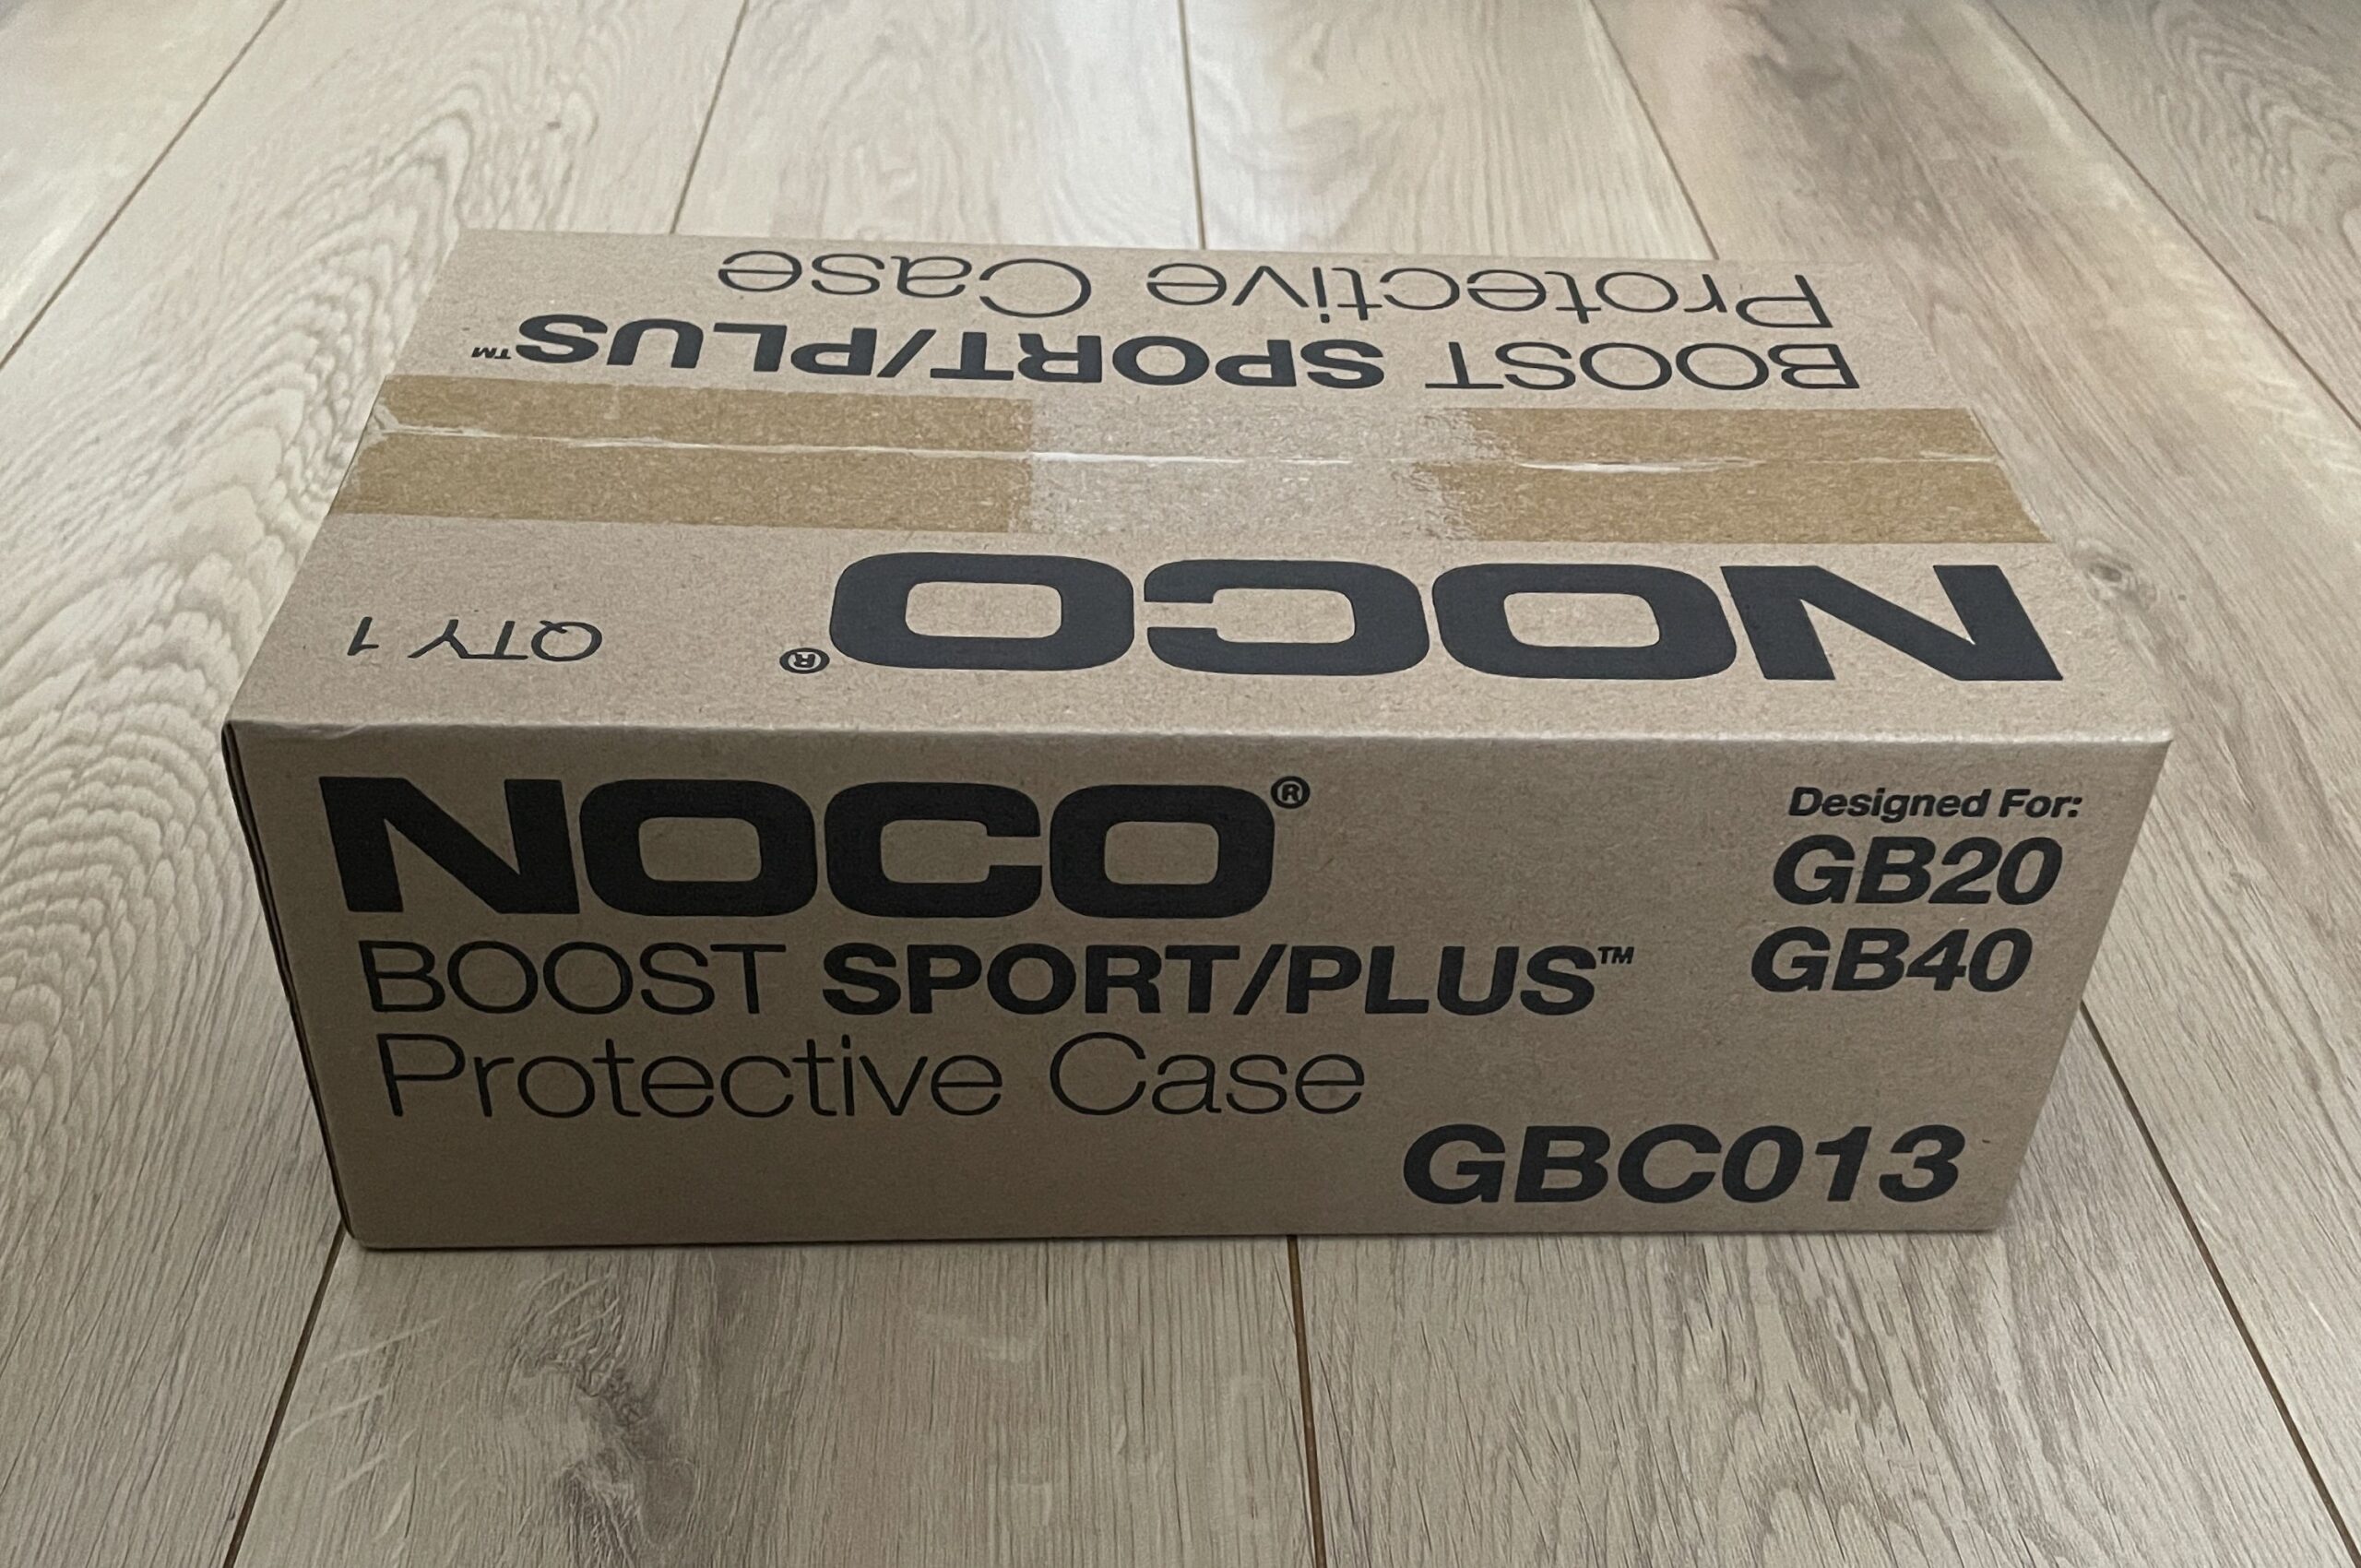 Protective Case
BOOST SPORT/PLUS™
NOCO®
QTY 1
NOCO®
BOOST SPORT/PLUS™
Protective Case
Designed For:
GB20
GB40
GBC013